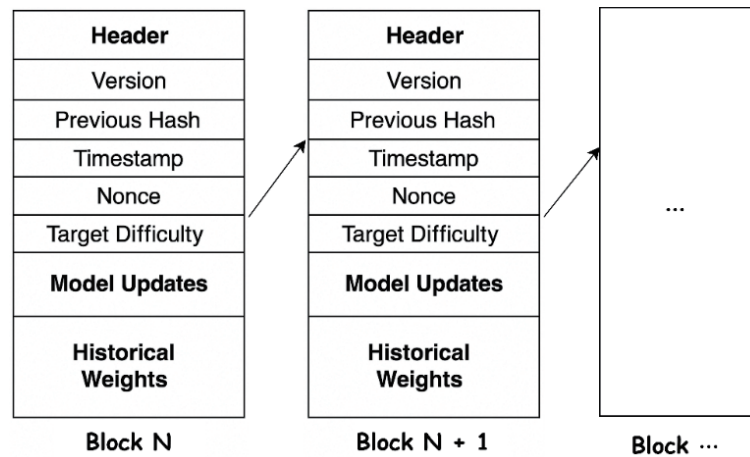 Header
Version
Previous Hash
Timestamp
Nonce
Target Difficulty
Model Updates
Historical
Weights
Block N
Header
Version
Previous Hash
Timestamp
Nonce
Target Difficulty
Model Updates
Historical
Weights
Block N + 1
...
Block ...